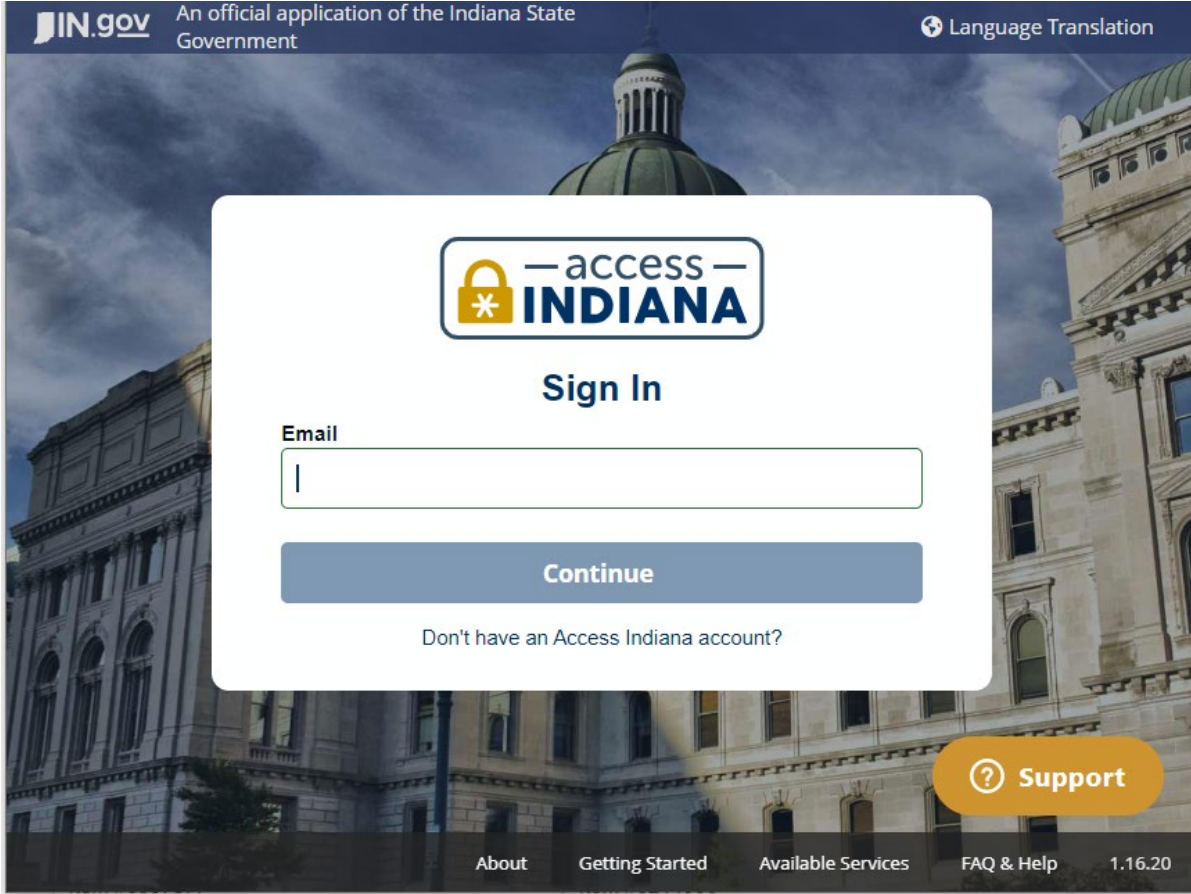 IN.gov
An official application of the Indiana State
Government
Language Translation
access
INDIANA
Sign In
Email
Continue
Don't have an Access Indiana account?
Support
About Getting Started Available Services FAQ & Help 1.16.20